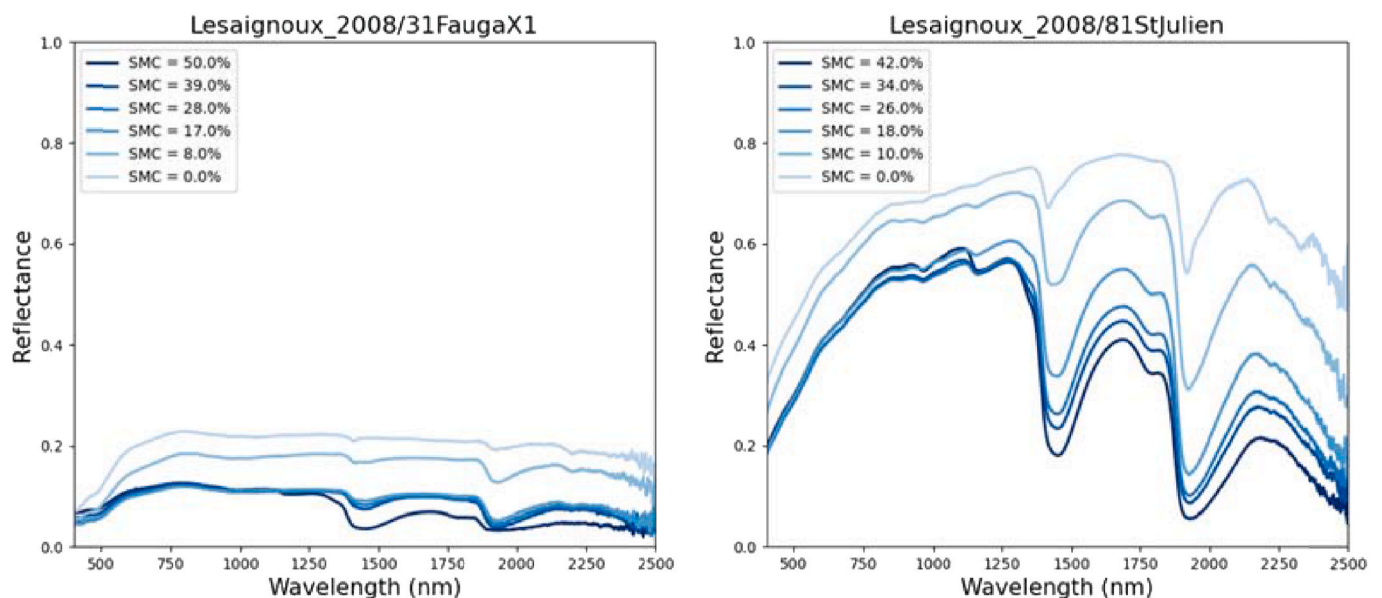 Lesaignoux_2008/31FaugaX1
1.0
0.8
0.6
0.4
0.2
0.0
Reflectance
SMC = 50.0%
SMC = 39.0%
SMC = 28.0%
SMC = 17.0%
SMC = 8.0%
SMC = 0.0%
500 750 1000 1250 1500 1750 2000 2250 2500
Wavelength (nm)
Lesaignoux_2008/81StJulien
1.0
0.8
0.6
0.4
0.2
0.0
Reflectance
SMC = 42.0%
SMC = 34.0%
SMC = 26.0%
SMC = 18.0%
SMC = 10.0%
SMC = 0.0%
500 750 1000 1250 1500 1750 2000 2250 2500
Wavelength (nm)